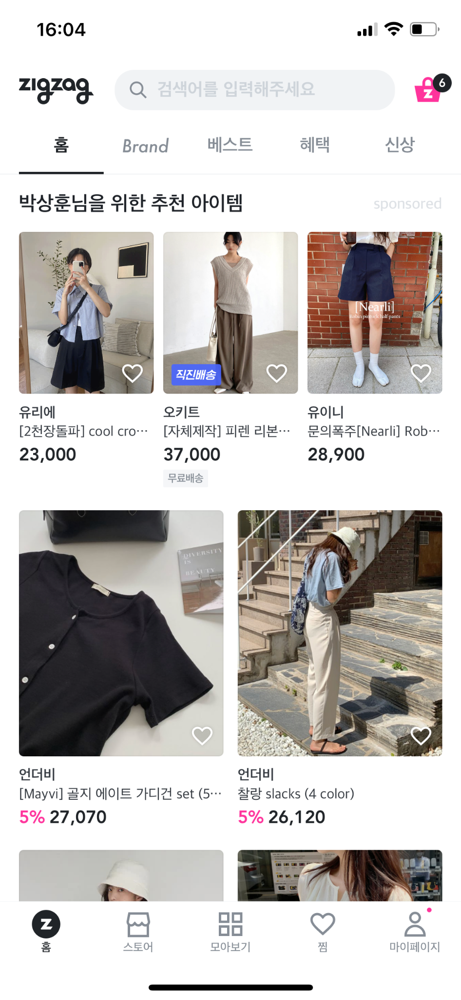 16:04
zigzag
검색어를 입력해주세요
z
6
홈
Brand
베스트
혜택
신상
박상훈님을 위한 추천 아이템
sponsored
[Nearli]
Robin pintuck half pants
직진배송
유리에
[2천장돌파] cool cro…
23,000
오키트
[자체제작] 피렌 리본…
37,000
무료배송
유이니
문의폭주[Nearli] Rob…
28,900
DIVERSITY
IS
BEAUTY
언더비
[Mayvi] 골지 에이트 가디건 set (5…
5% 27,070
언더비
찰랑 slacks (4 color)
5% 26,120
z
홈
스토어
모아보기
찜
마이페이지